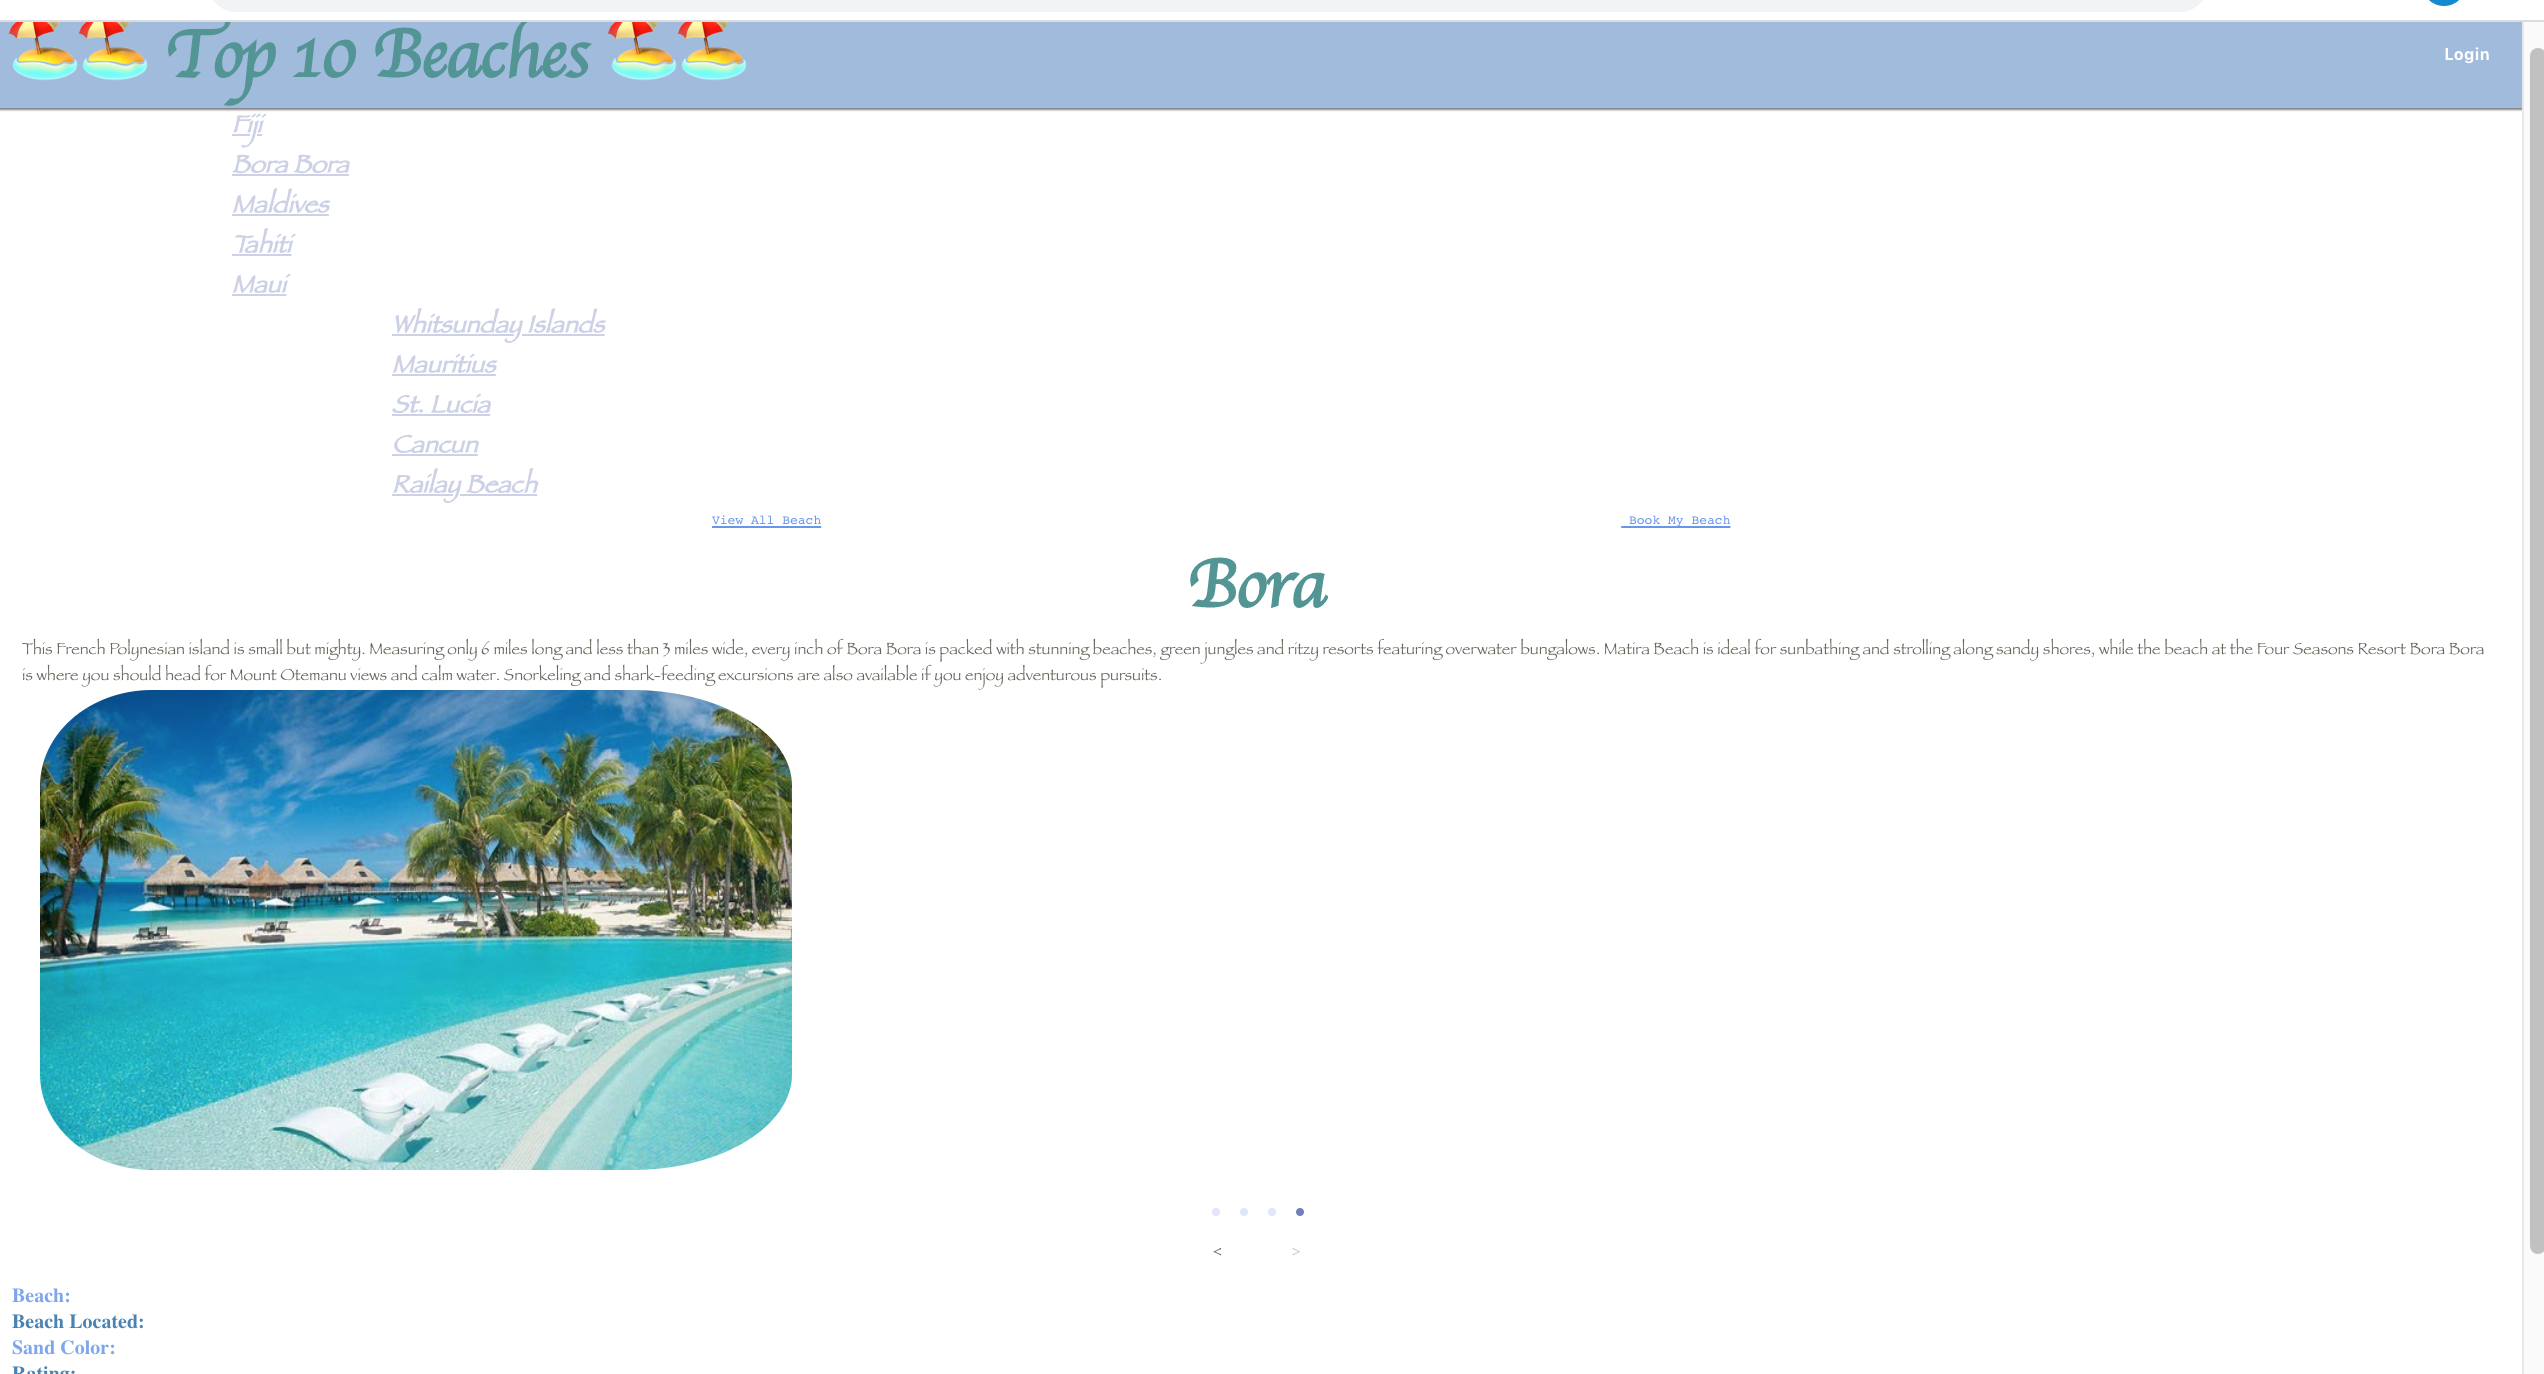 Top 10 Beaches
Login
Fiji
Bora Bora
Maldives
Tahiti
Maui
Whitsunday Islands
Mauritius
St. Lucia
Cancun
Railay Beach
View All Beach
Book My Beach
Bora
This French Polynesian island is small but mighty. Measuring only 6 miles long and less than 3 miles wide, every inch of Bora Bora is packed with stunning beaches, green jungles and ritzy resorts featuring overwater bungalows. Matira Beach is ideal for sunbathing and strolling along sandy shores, while the beach at the Four Seasons Resort Bora Bora
is where you should head for Mount Otemanu views and calm water. Snorkeling and shark-feeding excursions are also available if you enjoy adventurous pursuits.
< >
Beach:
Beach Located:
Sand Color:
Rating: